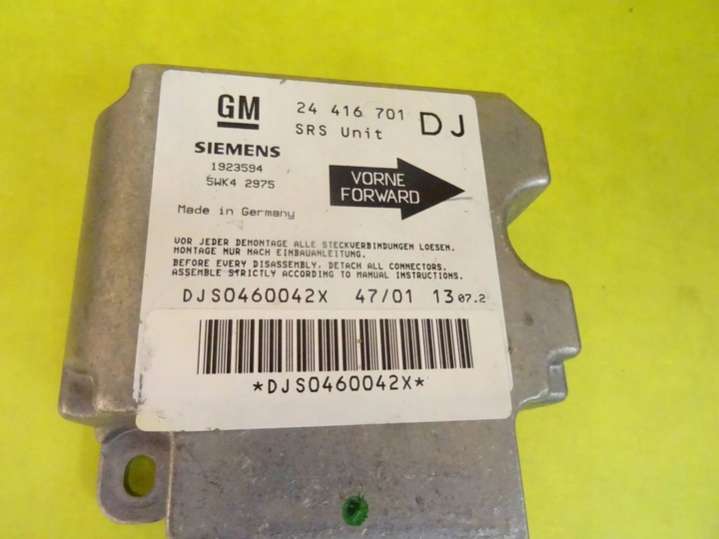 GM 24 416 701 DJ
SRS Unit
SIEMENS
1923594
5WK4 2975
VORNE
FORWARD
Made in Germany
VOR JEDER DEMONTAGE ALLE STECKVERBINDUNGEN LOESEN.
MONTAGE NUR NACH EINBAUANLEITUNG.
BEFORE EVERY DISASSEMBLY, DETACH ALL CONNECTORS.
ASSEMBLE STRICTLY ACCORDING TO MANUAL INSTRUCTIONS.
DJS0460042X 47/01 13 07.2
*DJS0460042X*